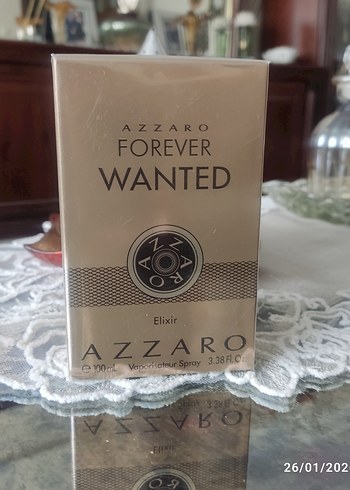 AZZARO
FOREVER
WANTED
AZZARO
Elixir
AZZARO
℮ 100 mL Vaporisateur Spray 3.38 Fl. Oz
26/01/202